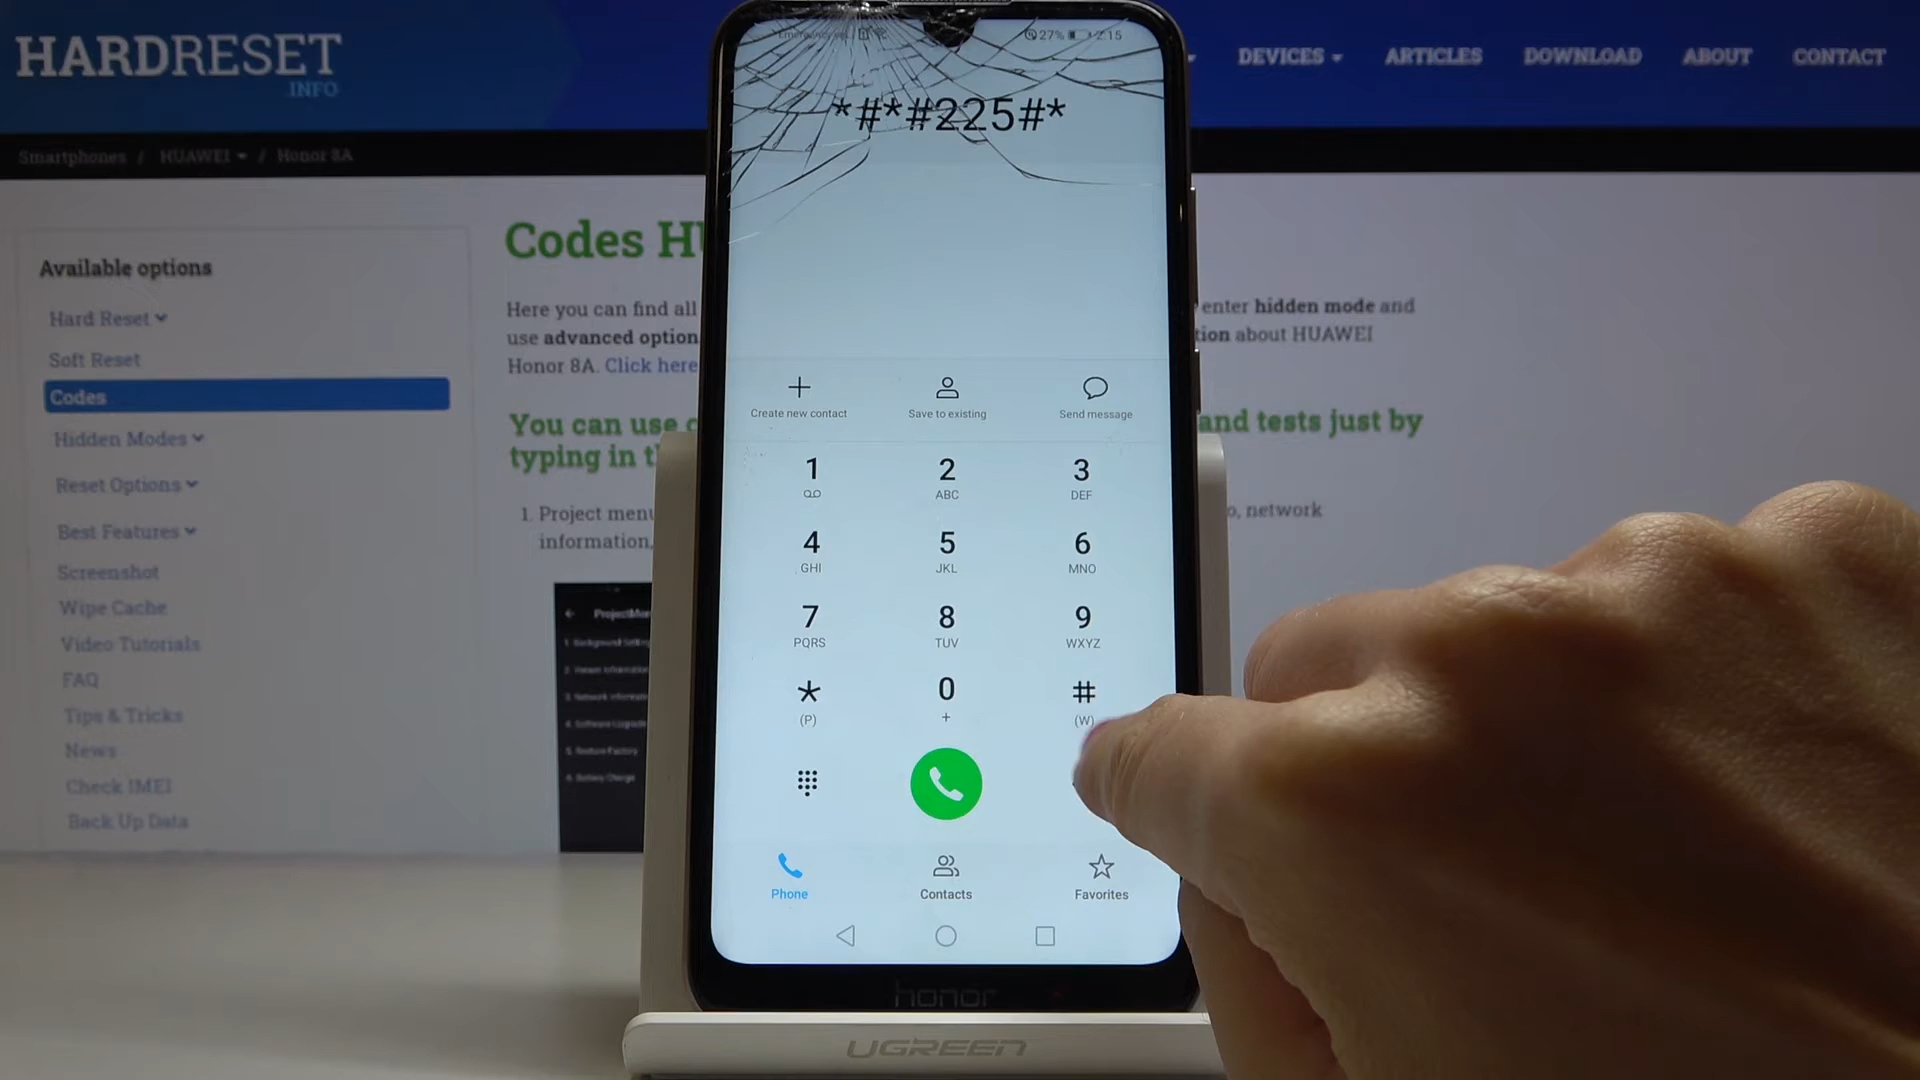 HARDRESET
.INFO
DEVICES
ARTICLES
DOWNLOAD
ABOUT
CONTACT
Smartphones / HUAWEI / Honor 8A
27%
2:15
*#*#225#*
Available options
Hard Reset
Soft Reset
Codes
Hidden Modes
Reset Options
Best Features
Screenshot
Wipe Cache
Video Tutorials
FAQ
Tips & Tricks
News
Check IMEI
Back Up Data
Codes
Here you can find all
enter hidden mode and
use advanced option
about HUAWEI
Honor 8A. Click here
You can use
and tests just by
typing in
1. Project menu
network
information,
Create new contact
Save to existing
Send message
1
2
ABC
3
DEF
4
GHI
5
JKL
6
MNO
7
PQRS
8
TUV
9
WXYZ
*
(P)
0
+
#
(W)
Phone
Contacts
Favorites
honor
UGREEN